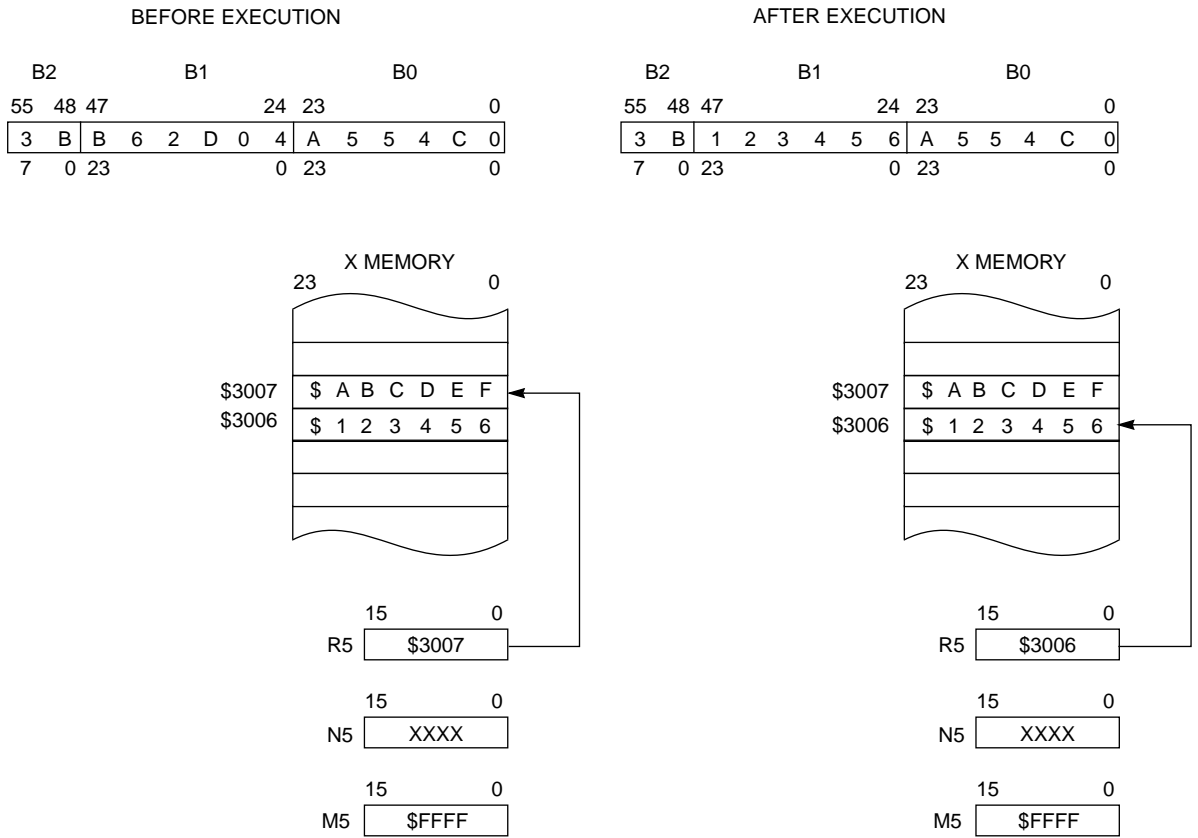 BEFORE EXECUTION
B2 B1 B0
55 48 47 24 23 0
3 B B 6 2 D 0 4 A 5 5 4 C 0
7 0 23 0 23 0
X MEMORY
23 0
$3007 $ A B C D E F
$3006 $ 1 2 3 4 5 6
15 0
R5 $3007
15 0
N5 XXXX
15 0
M5 $FFFF
AFTER EXECUTION
B2 B1 B0
55 48 47 24 23 0
3 B 1 2 3 4 5 6 A 5 5 4 C 0
7 0 23 0 23 0
X MEMORY
23 0
$3007 $ A B C D E F
$3006 $ 1 2 3 4 5 6
15 0
R5 $3006
15 0
N5 XXXX
15 0
M5 $FFFF